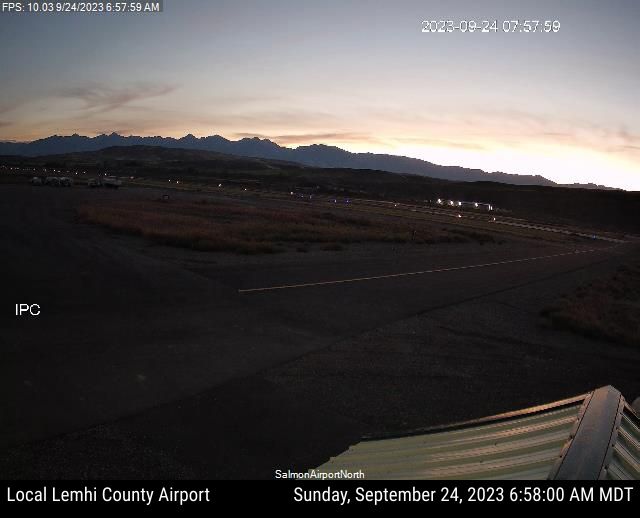 FPS: 10.03 9/24/2023 6:57:59 AM
2023-09-24 07:57:59
IPC
SalmonAirportNorth
Local Lemhi County Airport
Sunday, September 24, 2023 6:58:00 AM MDT